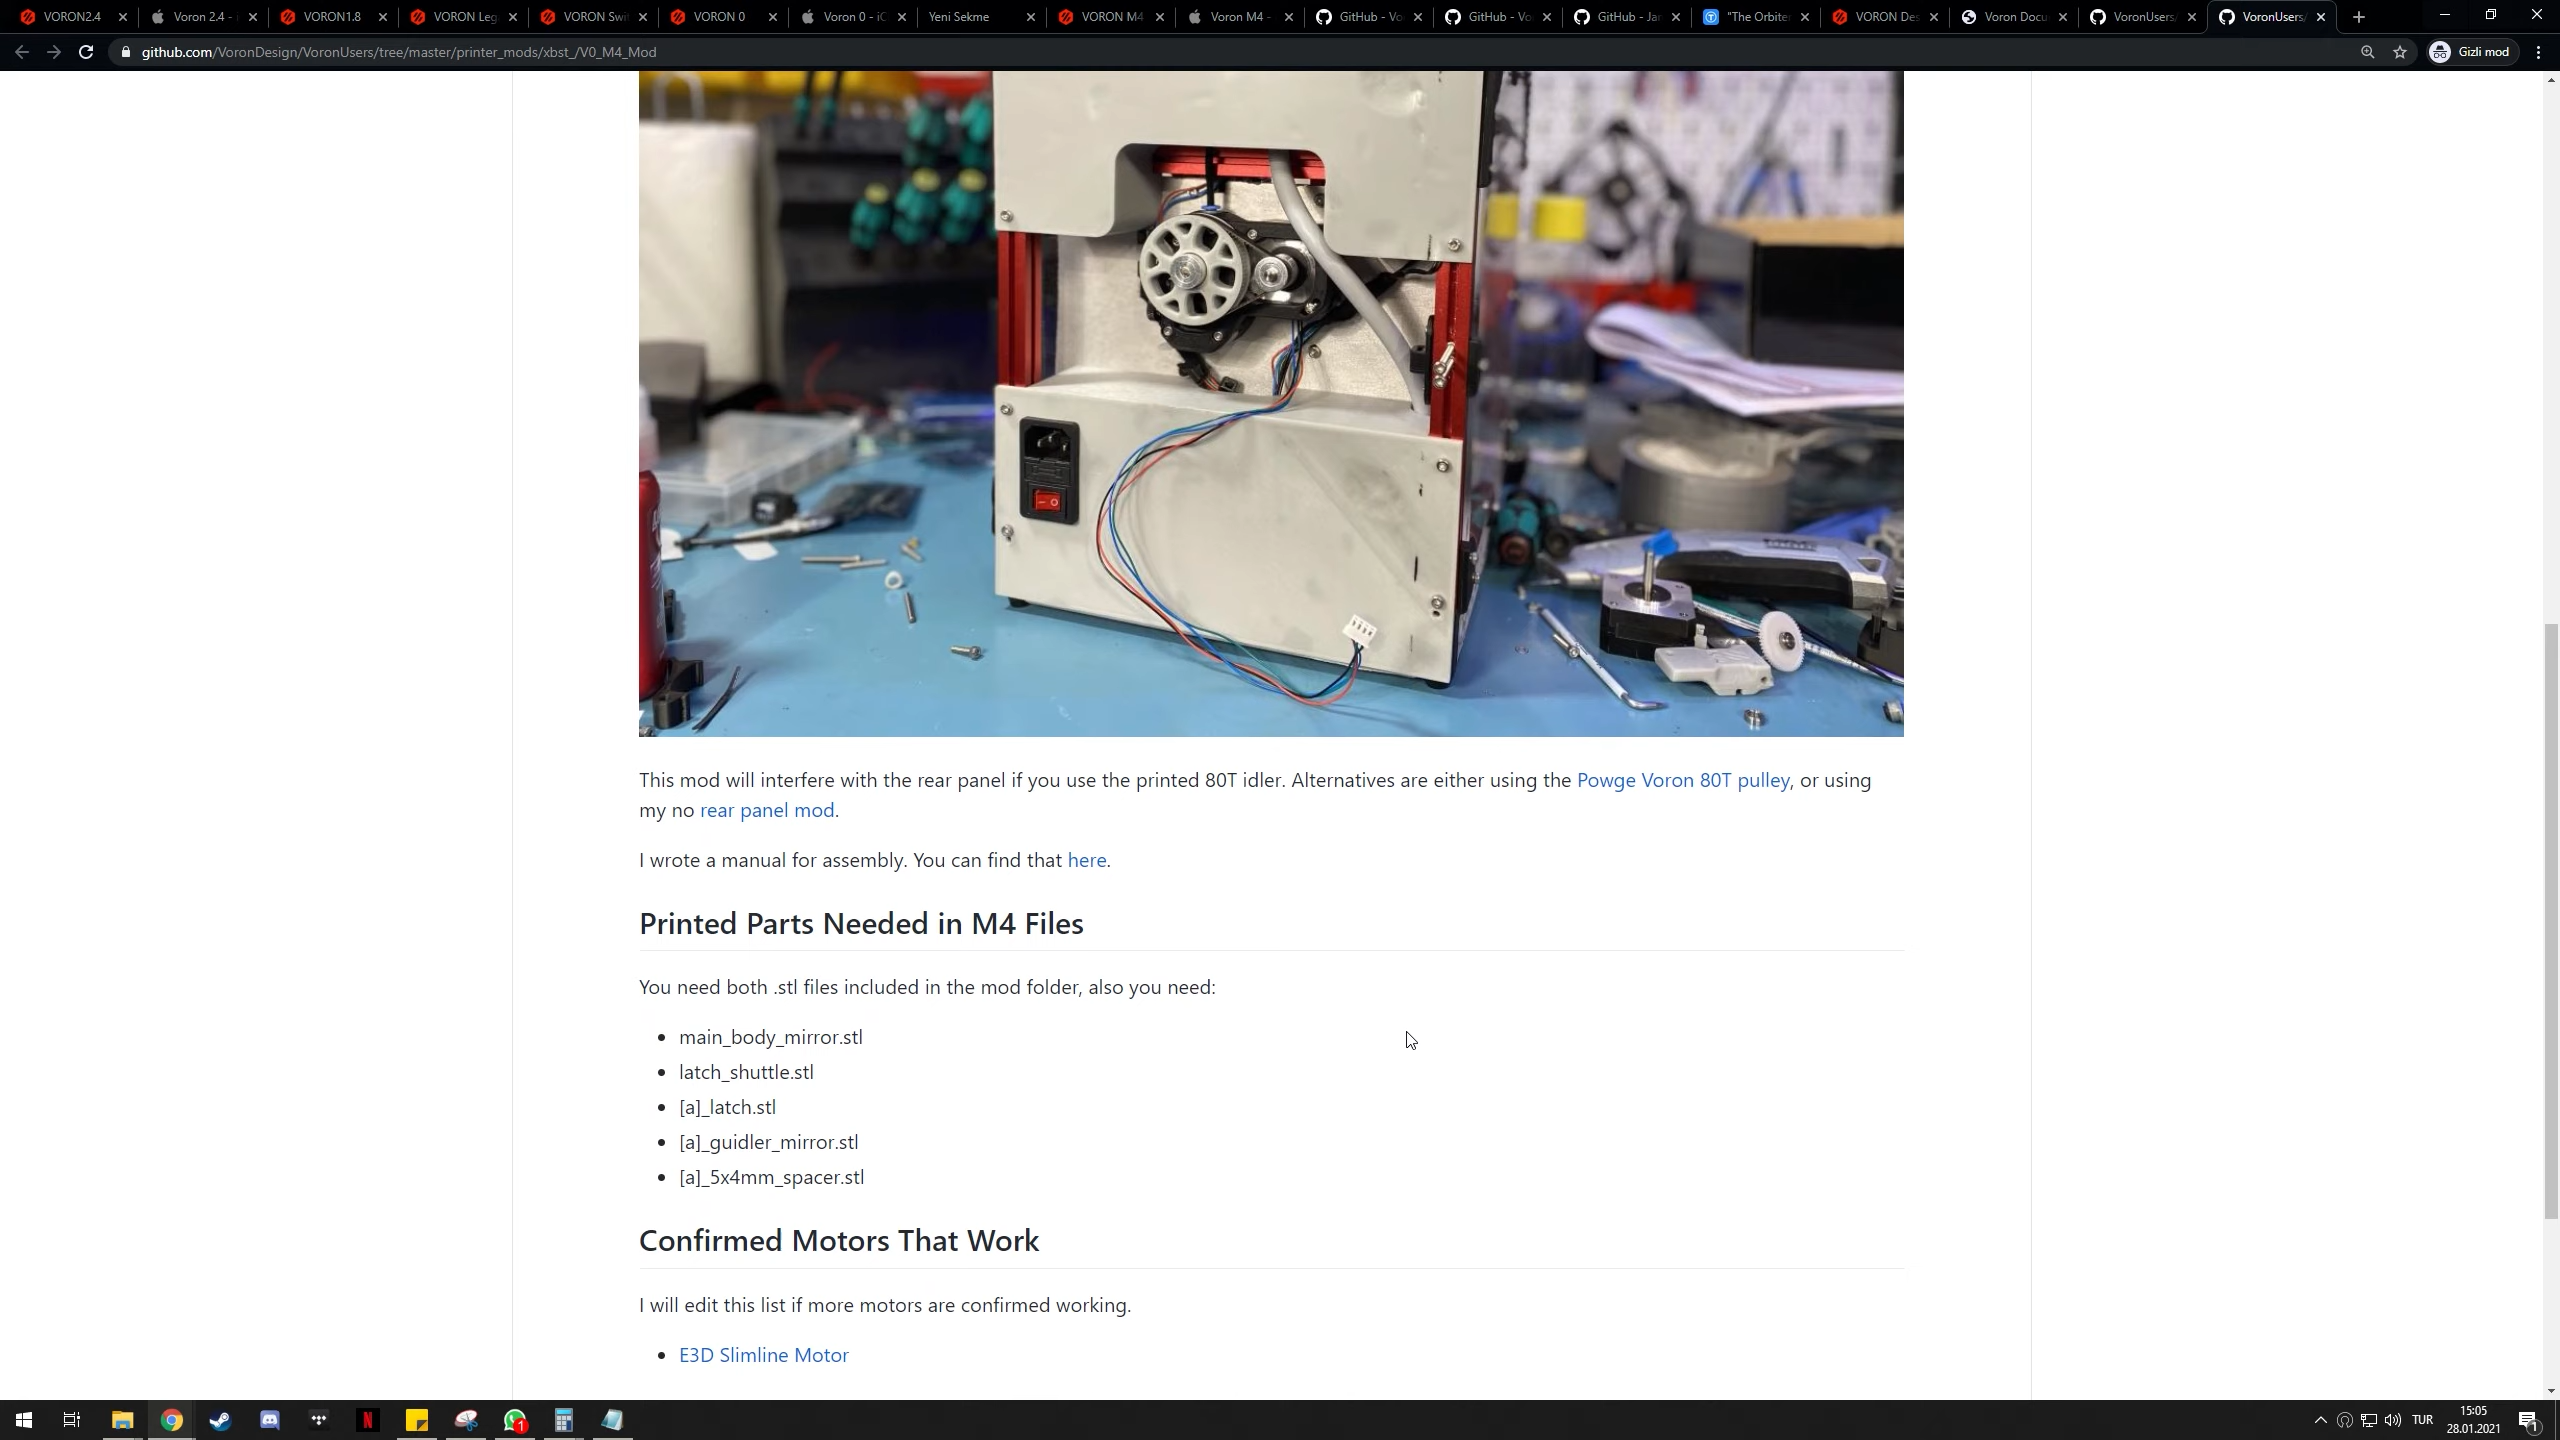 VORON2.4
Voron 2.4 -
VORON1.8
VORON Leg
VORON Swi
VORON 0
Voron 0 - iC
Yeni Sekme
VORON M4
Voron M4 -
GitHub - Vo
GitHub - Vo
GitHub - Jar
"The Orbiter
VORON Des
Voron Docu
VoronUsers/
VoronUsers/
github.com/VoronDesign/VoronUsers/tree/master/printer_mods/xbst_/V0_M4_Mod
Gizli mod
This mod will interfere with the rear panel if you use the printed 80T idler. Alternatives are either using the Powge Voron 80T pulley, or using
my no rear panel mod.
I wrote a manual for assembly. You can find that here.
Printed Parts Needed in M4 Files
You need both .stl files included in the mod folder, also you need:
main_body_mirror.stl
latch_shuttle.stl
[a]_latch.stl
[a]_guidler_mirror.stl
[a]_5x4mm_spacer.stl
Confirmed Motors That Work
I will edit this list if more motors are confirmed working.
E3D Slimline Motor
1
TUR
15:05
28.01.2021
1